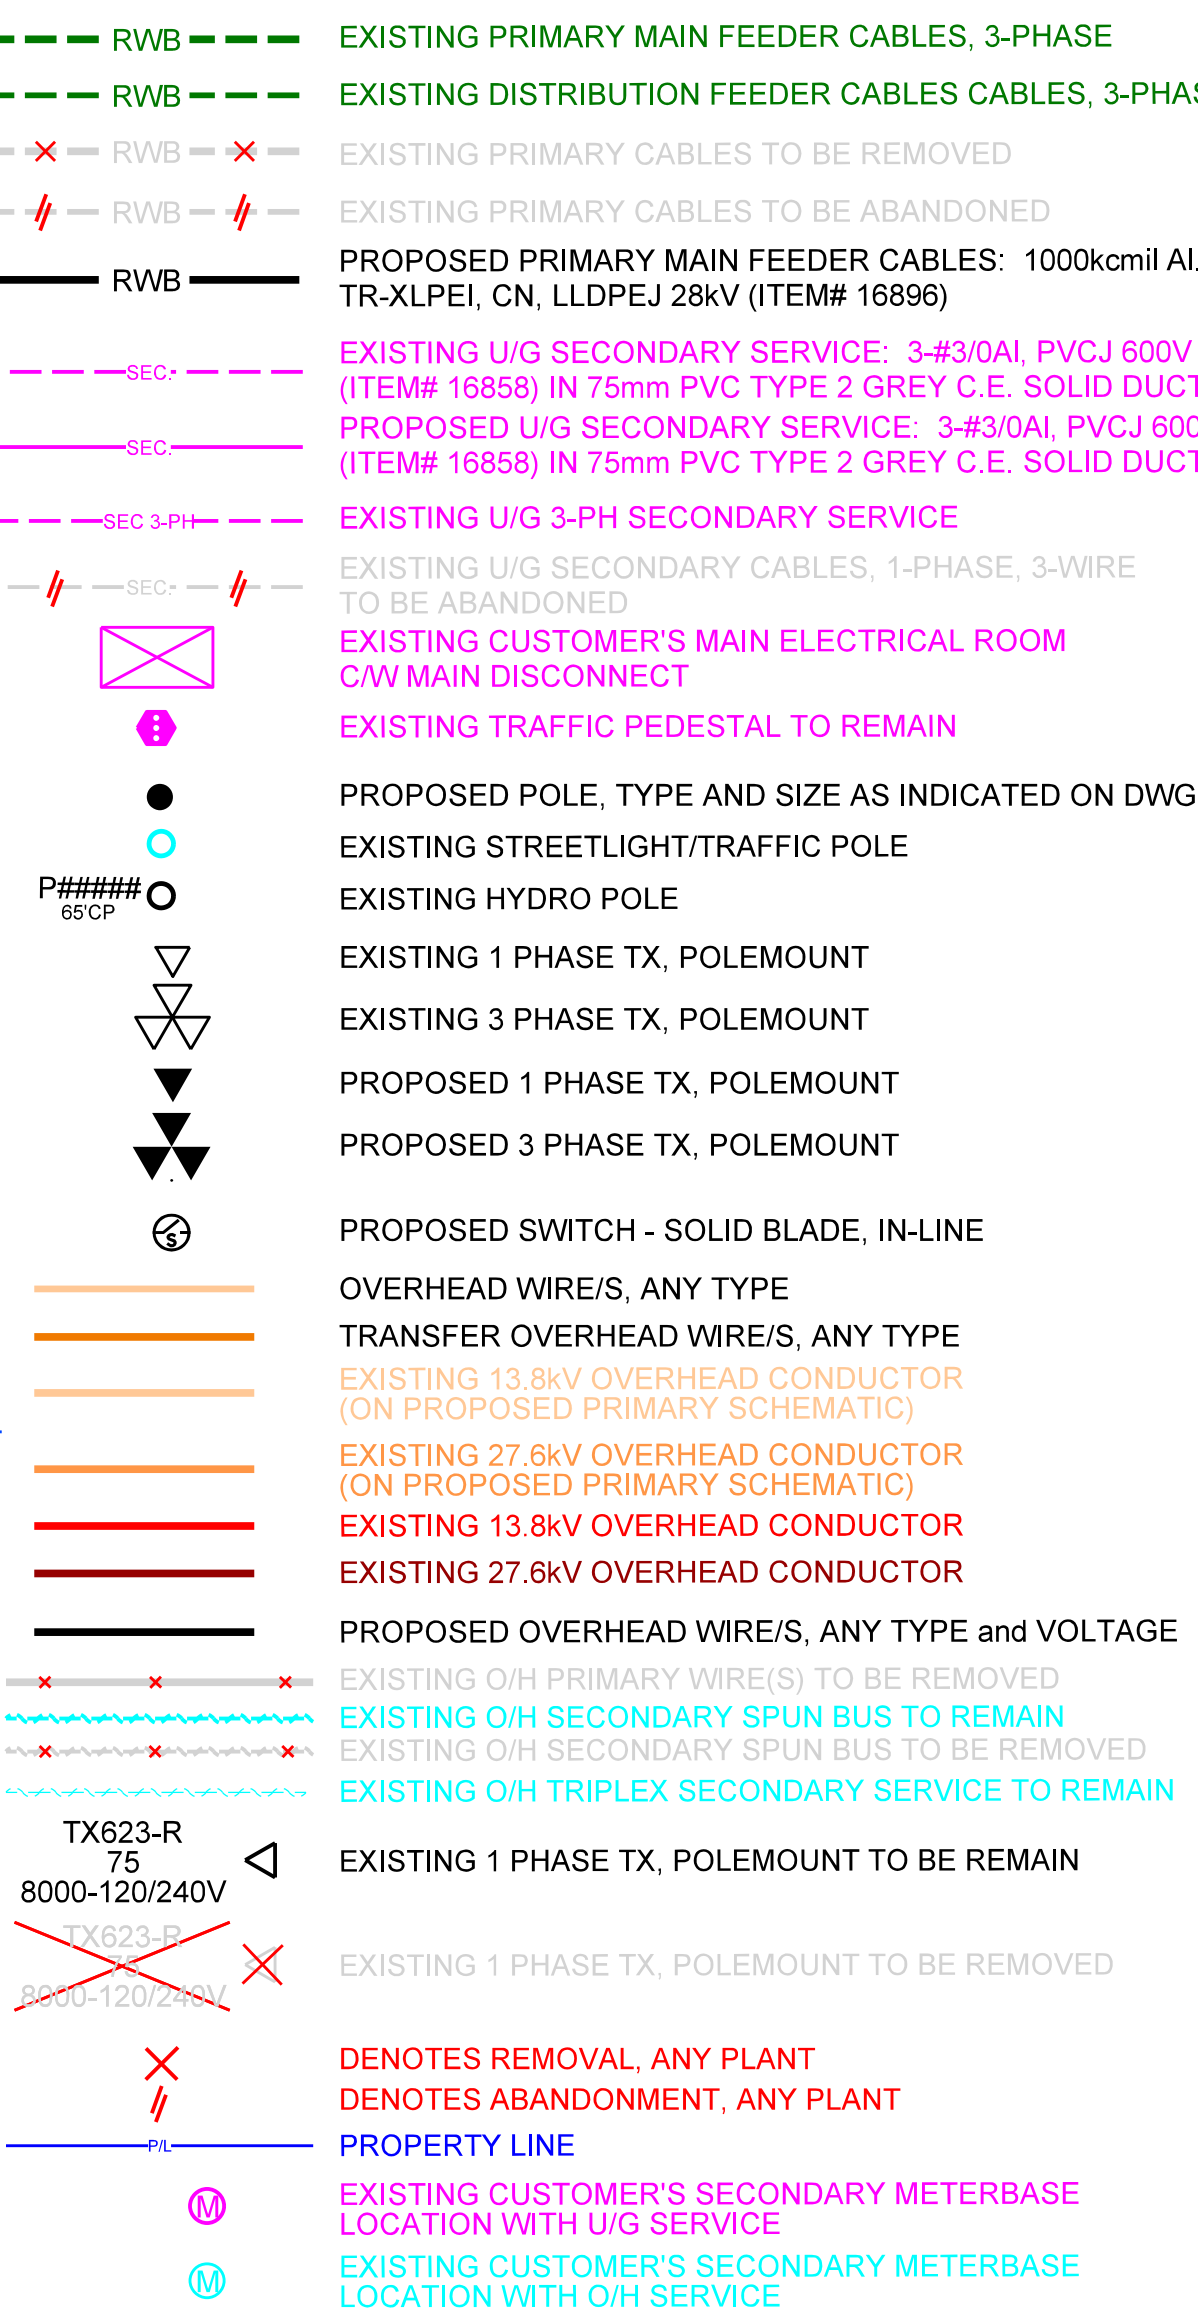 RWB EXISTING PRIMARY MAIN FEEDER CABLES, 3-PHASE
RWB EXISTING DISTRIBUTION FEEDER CABLES CABLES, 3-PHAS
RWB EXISTING PRIMARY CABLES TO BE REMOVED
RWB EXISTING PRIMARY CABLES TO BE ABANDONED
RWB PROPOSED PRIMARY MAIN FEEDER CABLES: 1000kcmil Al.
TR-XLPEI, CN, LLDPEJ 28kV (ITEM# 16896)
SEC. EXISTING U/G SECONDARY SERVICE: 3-#3/0Al, PVCJ 600V
(ITEM# 16858) IN 75mm PVC TYPE 2 GREY C.E. SOLID DUCT
SEC. PROPOSED U/G SECONDARY SERVICE: 3-#3/0Al, PVCJ 600
(ITEM# 16858) IN 75mm PVC TYPE 2 GREY C.E. SOLID DUCT
SEC 3-PH EXISTING U/G 3-PH SECONDARY SERVICE
SEC. EXISTING U/G SECONDARY CABLES, 1-PHASE, 3-WIRE
TO BE ABANDONED
EXISTING CUSTOMER'S MAIN ELECTRICAL ROOM
C/W MAIN DISCONNECT
EXISTING TRAFFIC PEDESTAL TO REMAIN
PROPOSED POLE, TYPE AND SIZE AS INDICATED ON DWG
EXISTING STREETLIGHT/TRAFFIC POLE
P##### EXISTING HYDRO POLE
65'CP
EXISTING 1 PHASE TX, POLEMOUNT
EXISTING 3 PHASE TX, POLEMOUNT
PROPOSED 1 PHASE TX, POLEMOUNT
PROPOSED 3 PHASE TX, POLEMOUNT
S PROPOSED SWITCH - SOLID BLADE, IN-LINE
OVERHEAD WIRE/S, ANY TYPE
TRANSFER OVERHEAD WIRE/S, ANY TYPE
EXISTING 13.8kV OVERHEAD CONDUCTOR
(ON PROPOSED PRIMARY SCHEMATIC)
EXISTING 27.6kV OVERHEAD CONDUCTOR
(ON PROPOSED PRIMARY SCHEMATIC)
EXISTING 13.8kV OVERHEAD CONDUCTOR
EXISTING 27.6kV OVERHEAD CONDUCTOR
PROPOSED OVERHEAD WIRE/S, ANY TYPE and VOLTAGE
EXISTING O/H PRIMARY WIRE(S) TO BE REMOVED
EXISTING O/H SECONDARY SPUN BUS TO REMAIN
EXISTING O/H SECONDARY SPUN BUS TO BE REMOVED
EXISTING O/H TRIPLEX SECONDARY SERVICE TO REMAIN
TX623-R
75 EXISTING 1 PHASE TX, POLEMOUNT TO BE REMAIN
8000-120/240V
TX623-R
75 EXISTING 1 PHASE TX, POLEMOUNT TO BE REMOVED
8000-120/240V
DENOTES REMOVAL, ANY PLANT
DENOTES ABANDONMENT, ANY PLANT
P/L PROPERTY LINE
M EXISTING CUSTOMER'S SECONDARY METERBASE
LOCATION WITH U/G SERVICE
M EXISTING CUSTOMER'S SECONDARY METERBASE
LOCATION WITH O/H SERVICE